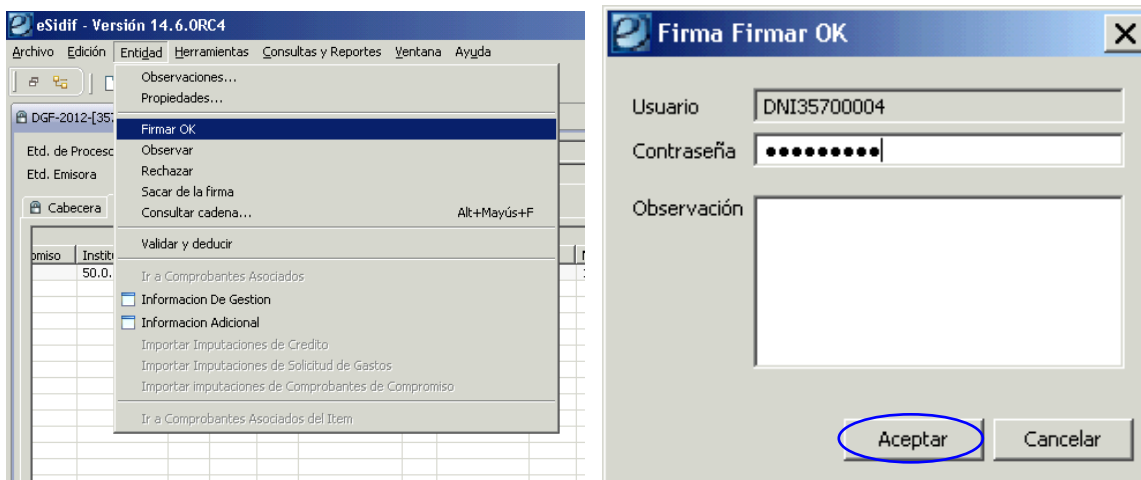 eSidif - Versión 14.6.0RC4
Archivo Edición Entidad Herramientas Consultas y Reportes Ventana Ayuda
Observaciones...
Propiedades...
DGF-2012-[35
Firmar OK
Etd. de Proceso
Observar
Etd. Emisora
Rechazar
Sacar de la firma
Cabecera
Consultar cadena... Alt+Mayús+F
Validar y deducir
omiso Institu
50.0.
Ir a Comprobantes Asociados
Informacion De Gestion
Informacion Adicional
Importar Imputaciones de Credito
Importar Imputaciones de Solicitud de Gastos
Importar imputaciones de Comprobantes de Compromiso
Ir a Comprobantes Asociados del Item
Firma Firmar OK
Usuario DNI35700004
Contraseña ●●●●●●●●●
Observación
Aceptar Cancelar